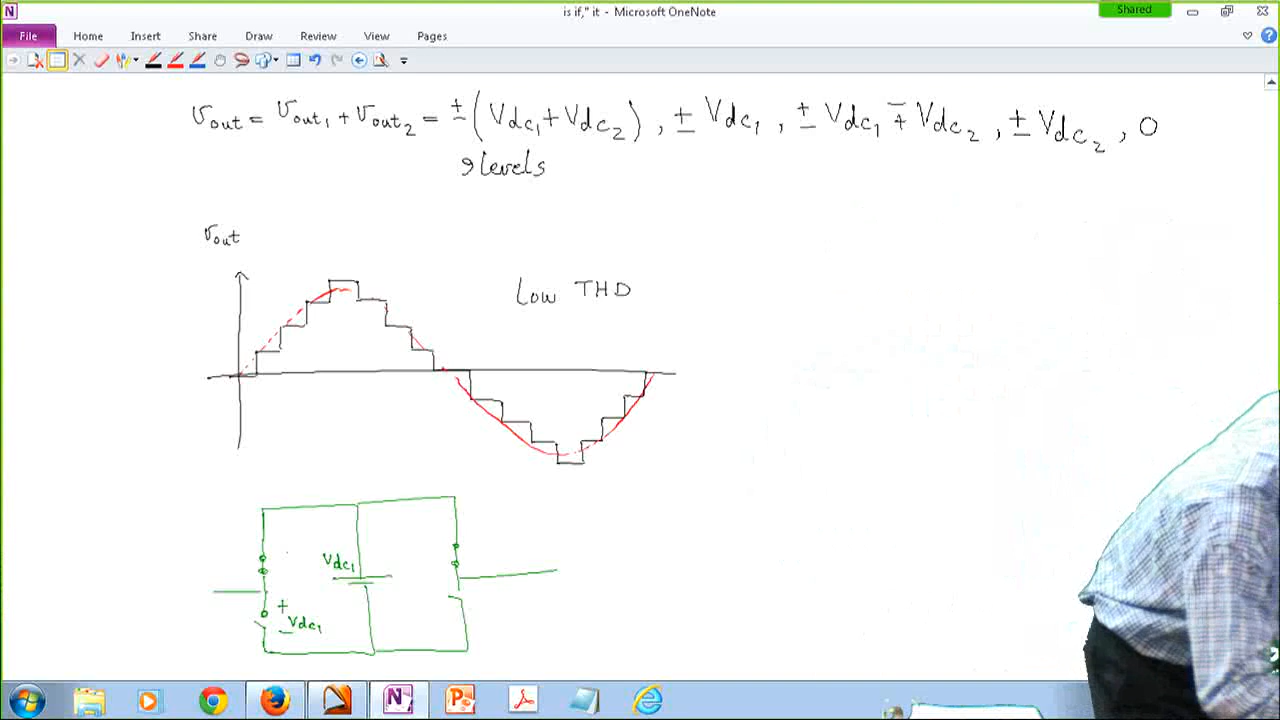 is if," it - Microsoft OneNote
Shared
File Home Insert Share Draw Review View Pages
Vout = Vout1 + Vout2 = ± (Vdc1 + Vdc2), ± Vdc1, ± Vdc1 ∓ Vdc2, ± Vdc2, 0
9 levels
Vout
Low THD
Vdc1
+
Vdc1
−